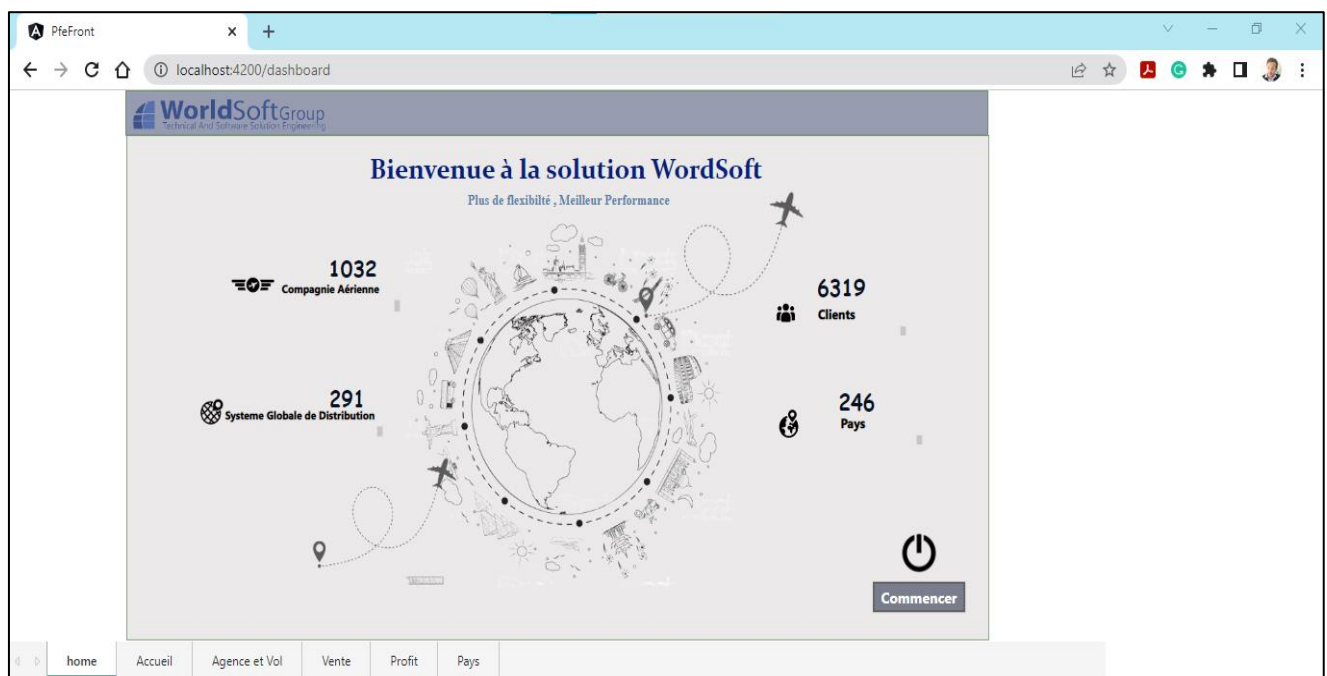 PfeFront
localhost:4200/dashboard
WorldSoftGroup
Technical And Software Solution Engineering
Bienvenue à la solution WordSoft
Plus de flexibilté , Meilleur Performance
1032
Compagnie Aérienne
6319
Clients
291
Systeme Globale de Distribution
246
Pays
Commencer
home Accueil Agence et Vol Vente Profit Pays